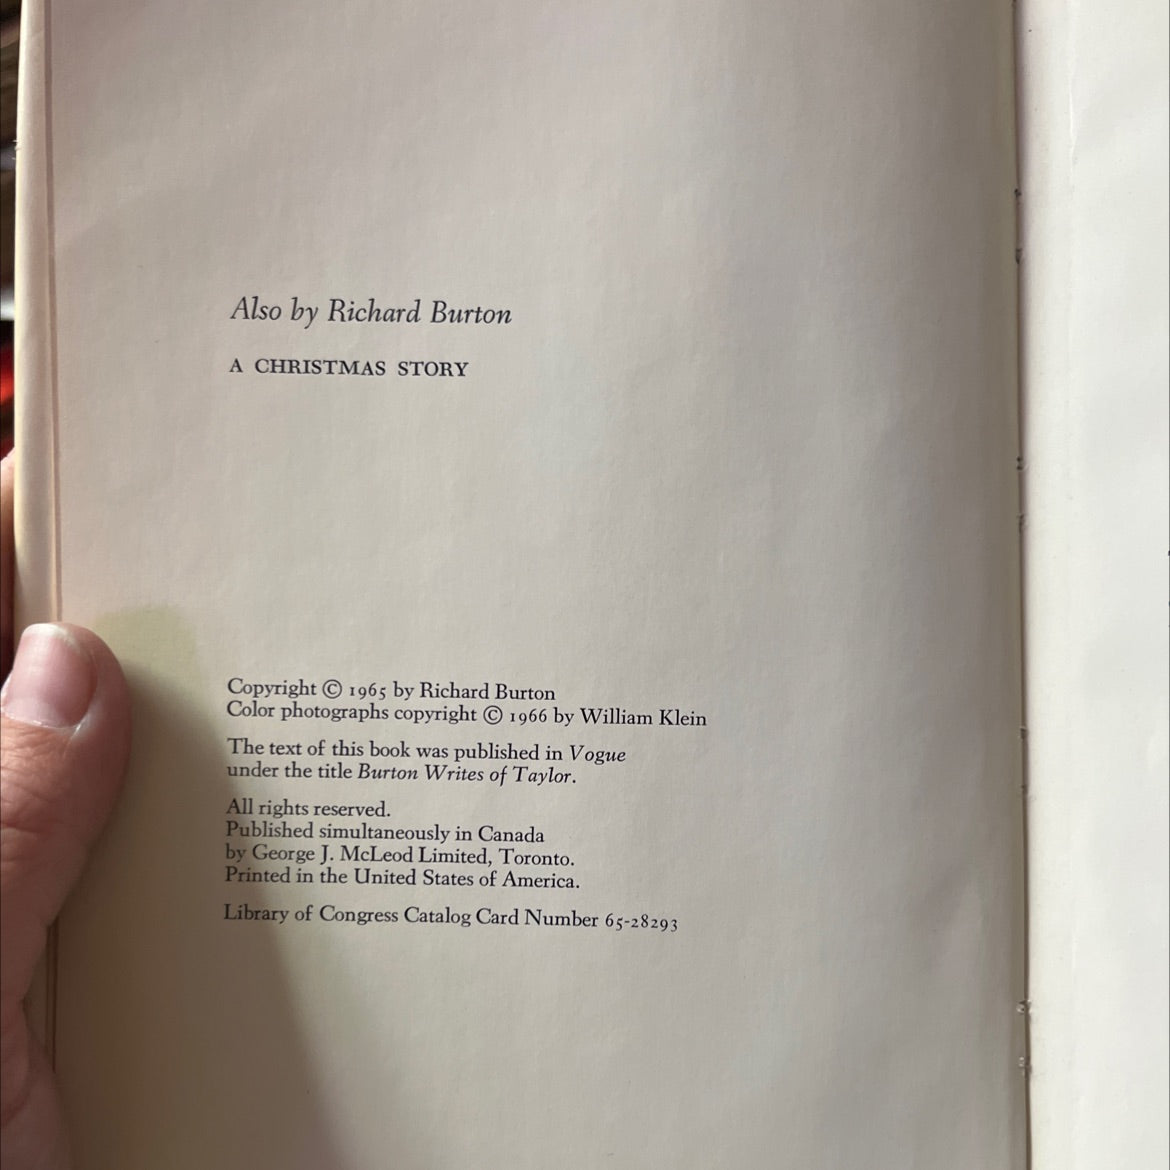 Also by Richard Burton
A CHRISTMAS STORY
Copyright © 1965 by Richard Burton
Color photographs copyright © 1966 by William Klein
The text of this book was published in Vogue
under the title Burton Writes of Taylor.
All rights reserved.
Published simultaneously in Canada
by George J. McLeod Limited, Toronto.
Printed in the United States of America.
Library of Congress Catalog Card Number 65-28293